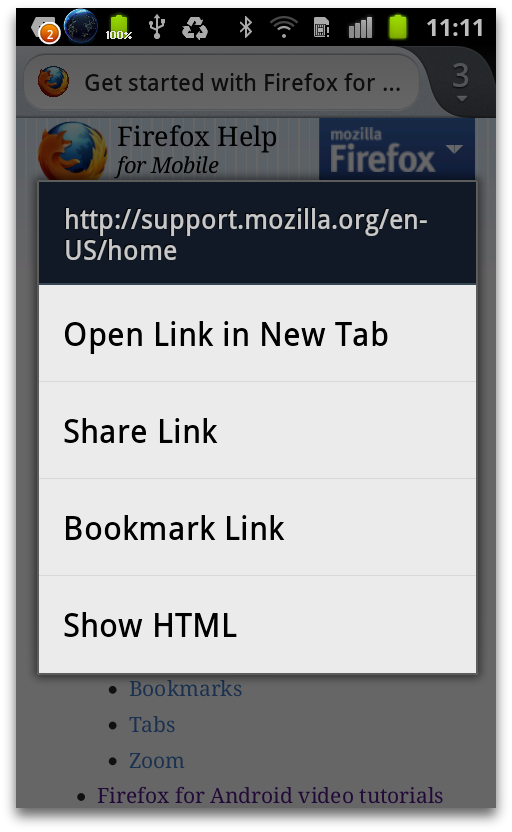 2
100%
11:11
Get started with Firefox for ...
3
Firefox Help
for Mobile
mozilla
Firefox
http://support.mozilla.org/en-
US/home
Open Link in New Tab
Share Link
Bookmark Link
Show HTML
Bookmarks
Tabs
Zoom
Firefox for Android video tutorials